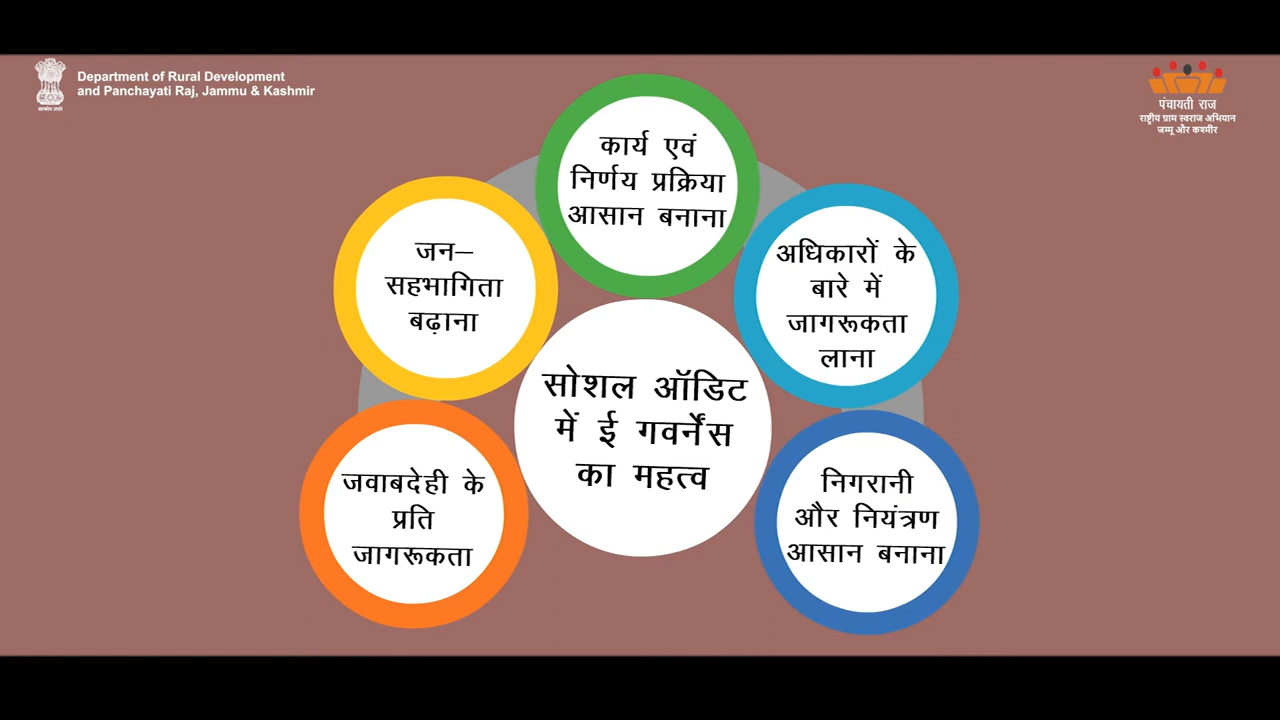 Department of Rural Development
and Panchayati Raj, Jammu & Kashmir
पंचायती राज
राष्ट्रीय ग्राम स्वराज अभियान
जम्मू और कश्मीर
कार्य एवं
निर्णय प्रक्रिया
आसान बनाना
जन–
सहभागिता
बढ़ाना
अधिकारों के
बारे में
जागरूकता
लाना
सोशल ऑडिट
में ई गवर्नेंस
का महत्व
जवाबदेही के
प्रति
जागरूकता
निगरानी
और नियंत्रण
आसान बनाना